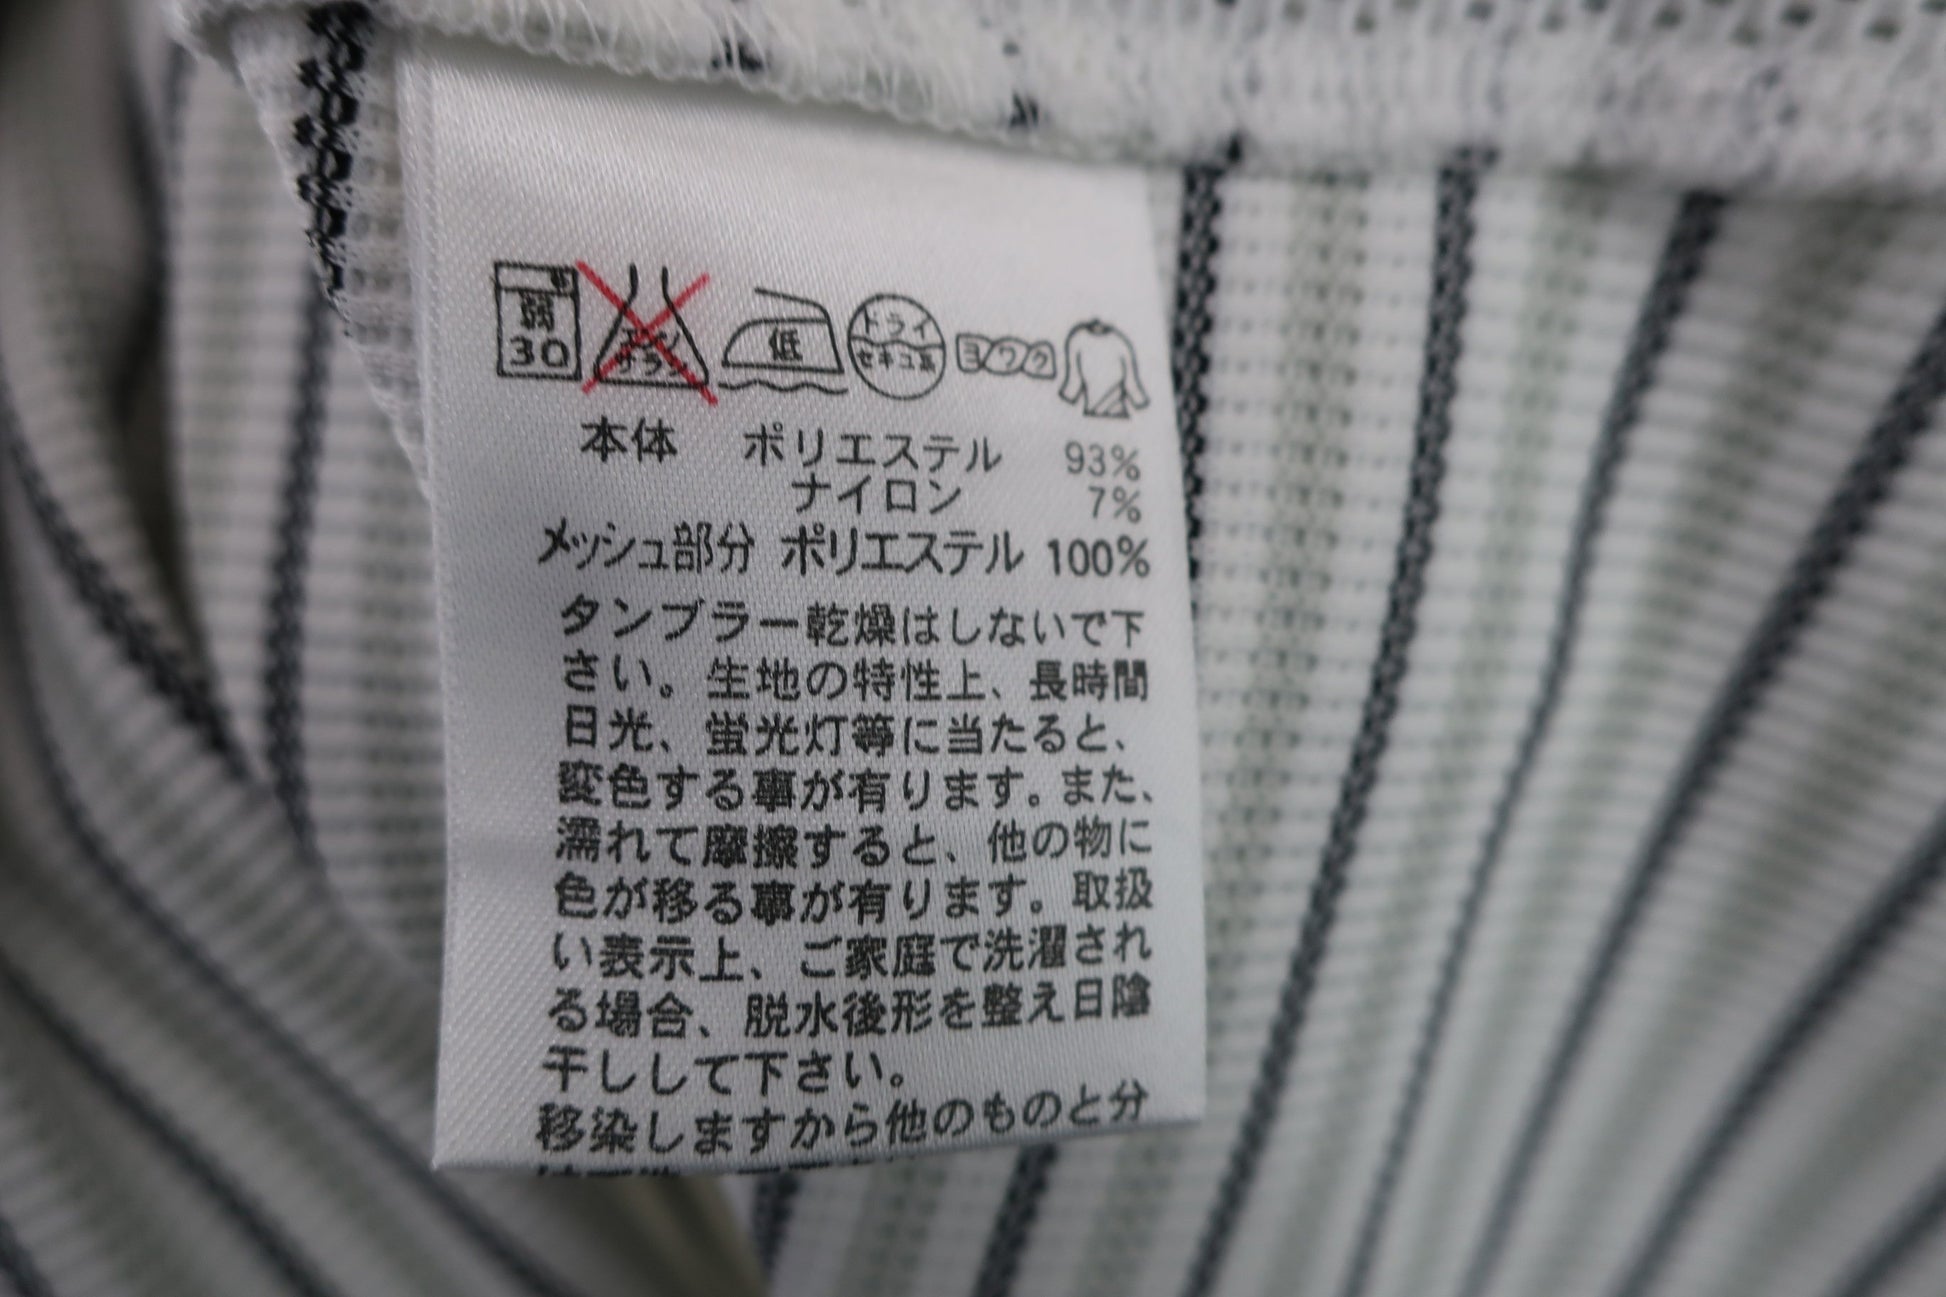 弱
30
エンソ
サラシ
低
ドライ
セキユ系
ヨワク
本体 ポリエステル 93%
ナイロン 7%
メッシュ部分 ポリエステル 100%
タンブラー乾燥はしないで下
さい。生地の特性上、長時間
日光、蛍光灯等に当たると、
変色する事が有ります。また、
濡れて摩擦すると、他の物に
色が移る事が有ります。取扱
い表示上、ご家庭で洗濯され
る場合、脱水後形を整え日陰
干しして下さい。
移染しますから他のものと分